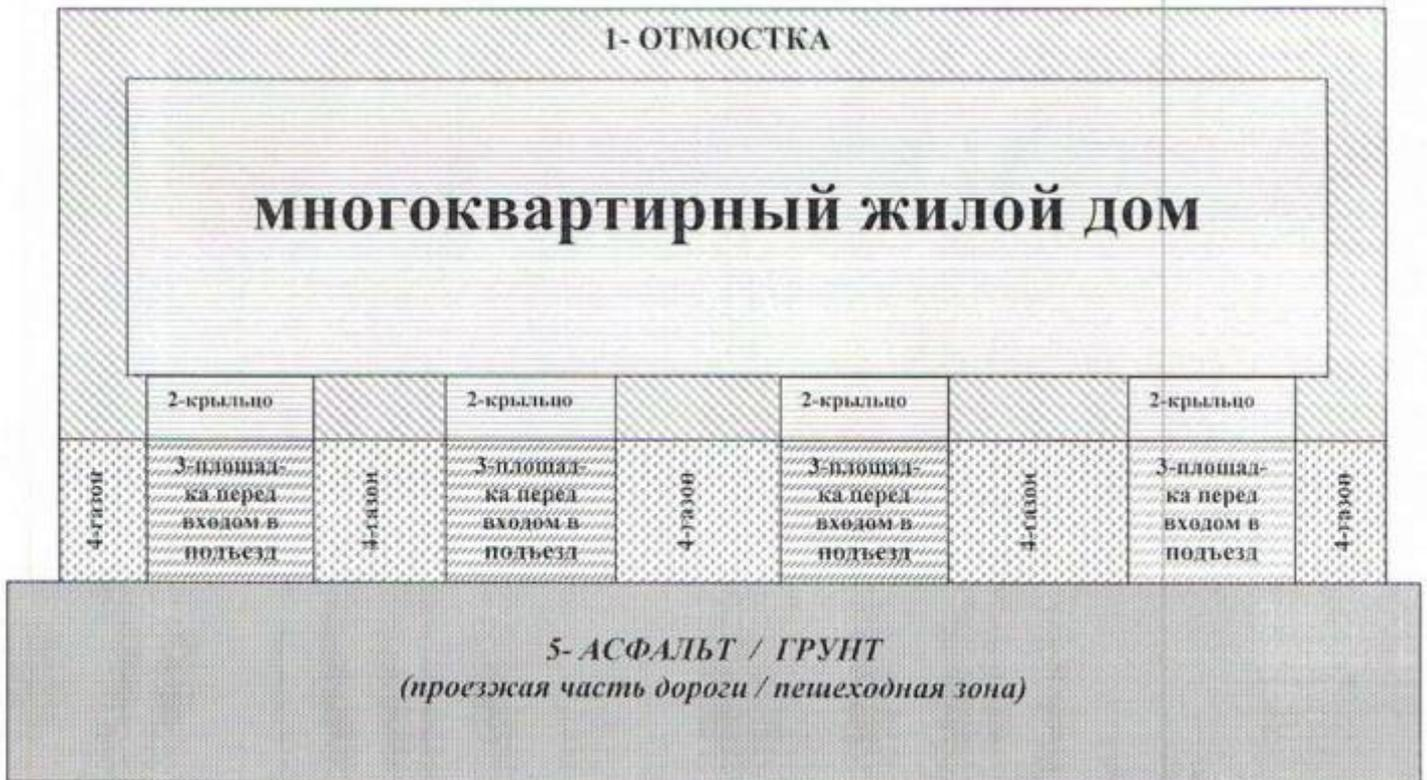 1- ОТМОСТКА
многоквартирный жилой дом
2-крыльцо
2-крыльцо
2-крыльцо
2-крыльцо
4-газон
3-площад-
ка перед
входом в
подъезд
4-газон
3-площад-
ка перед
входом в
подъезд
4-газон
3-площад-
ка перед
входом в
подъезд
4-газон
3-площад-
ка перед
входом в
подъезд
4-газон
5- АСФАЛЬТ / ГРУНТ
(проезжая часть дороги / пешеходная зона)